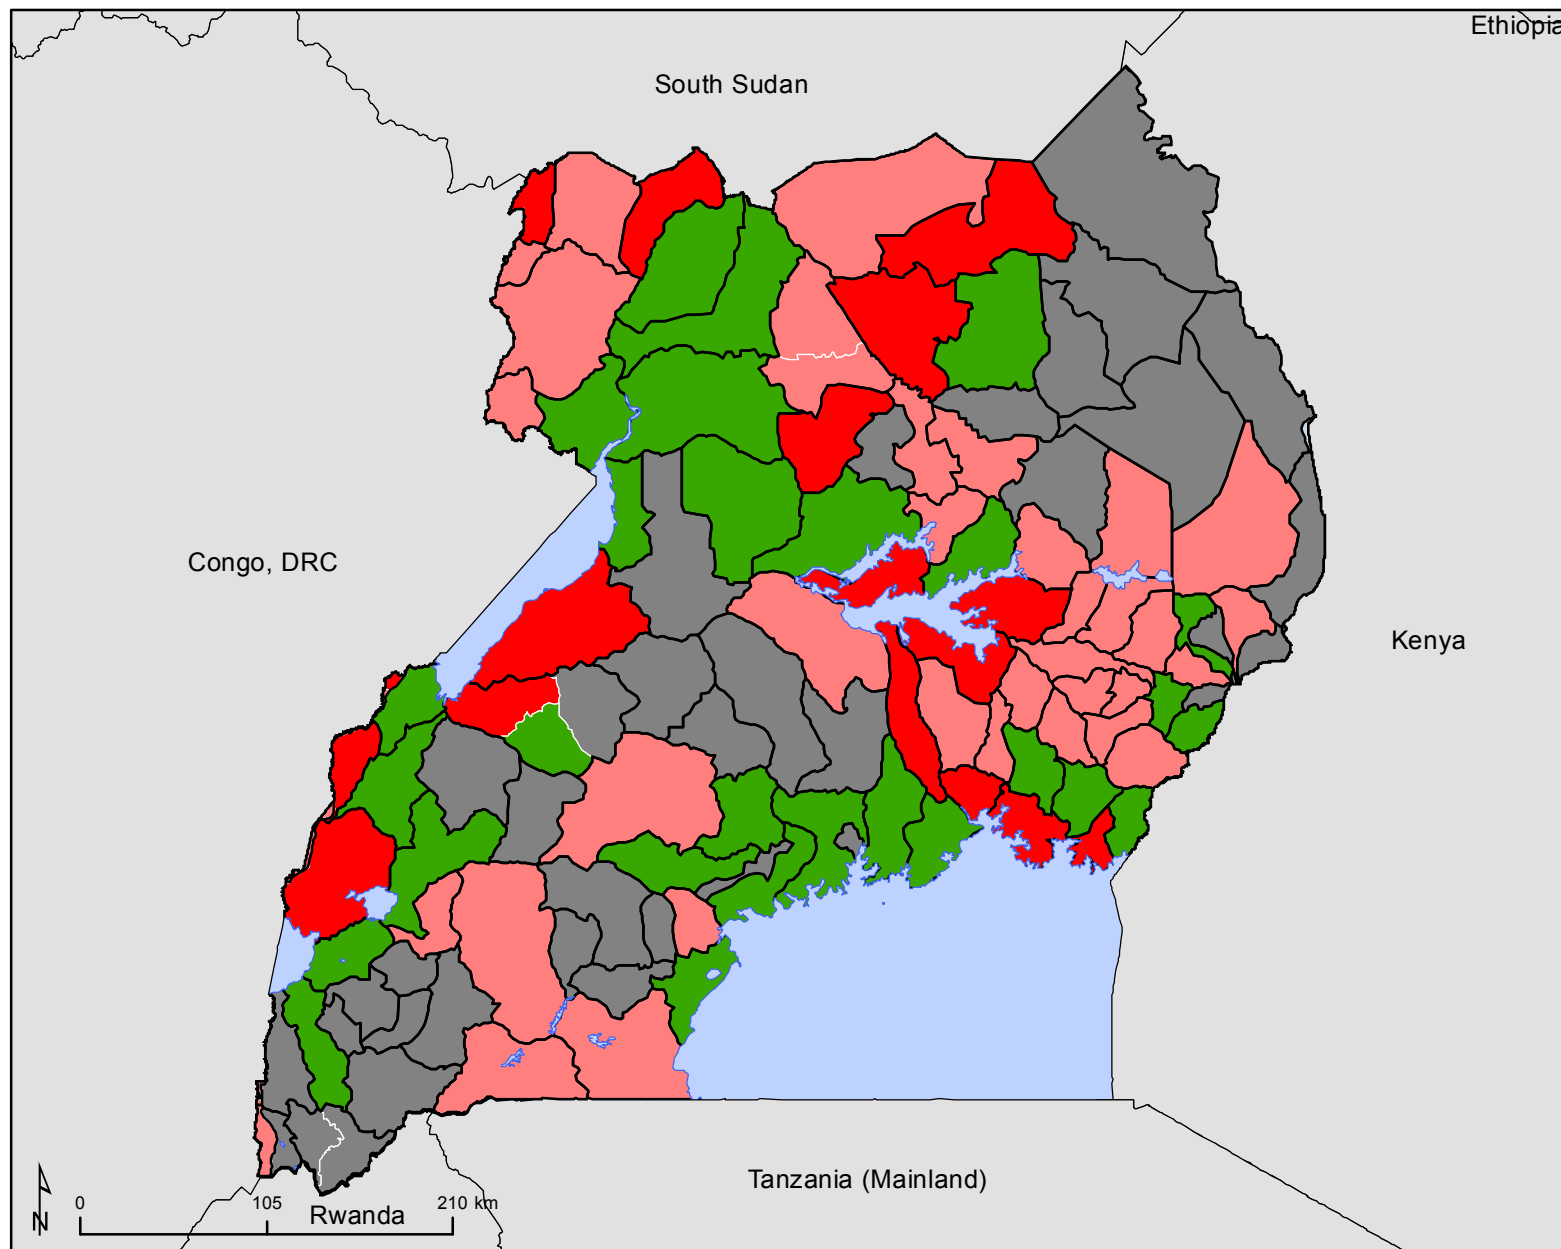 Ethiopia
South Sudan
Congo, DRC
Kenya
Tanzania (Mainland)
0 105 210 km
Rwanda
N